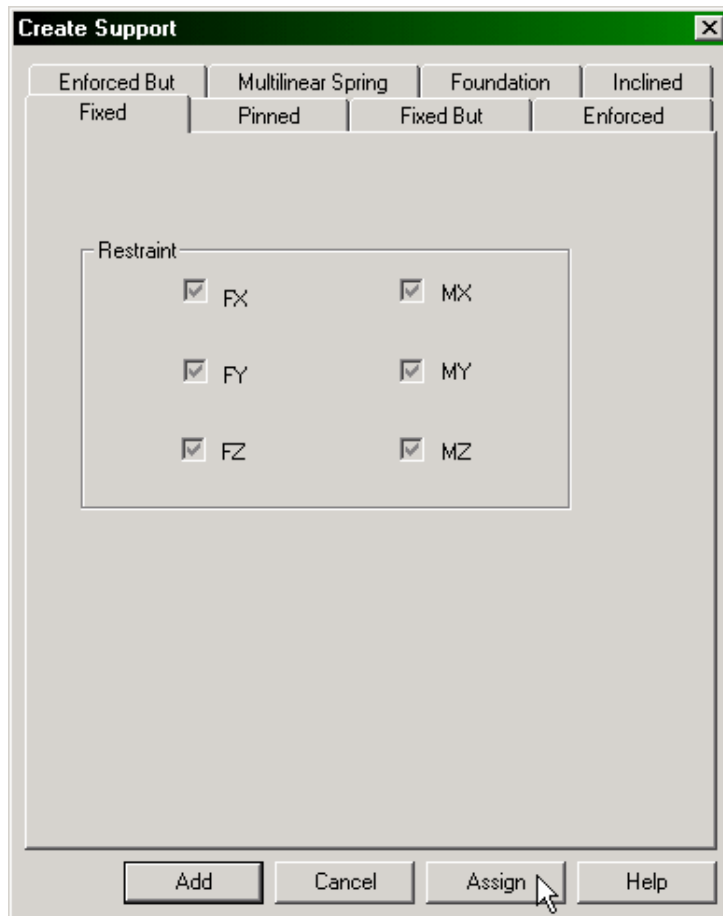 Create Support
Enforced But Multilinear Spring Foundation Inclined
Fixed Pinned Fixed But Enforced
Restraint
FX MX
FY MY
FZ MZ
Add Cancel Assign Help